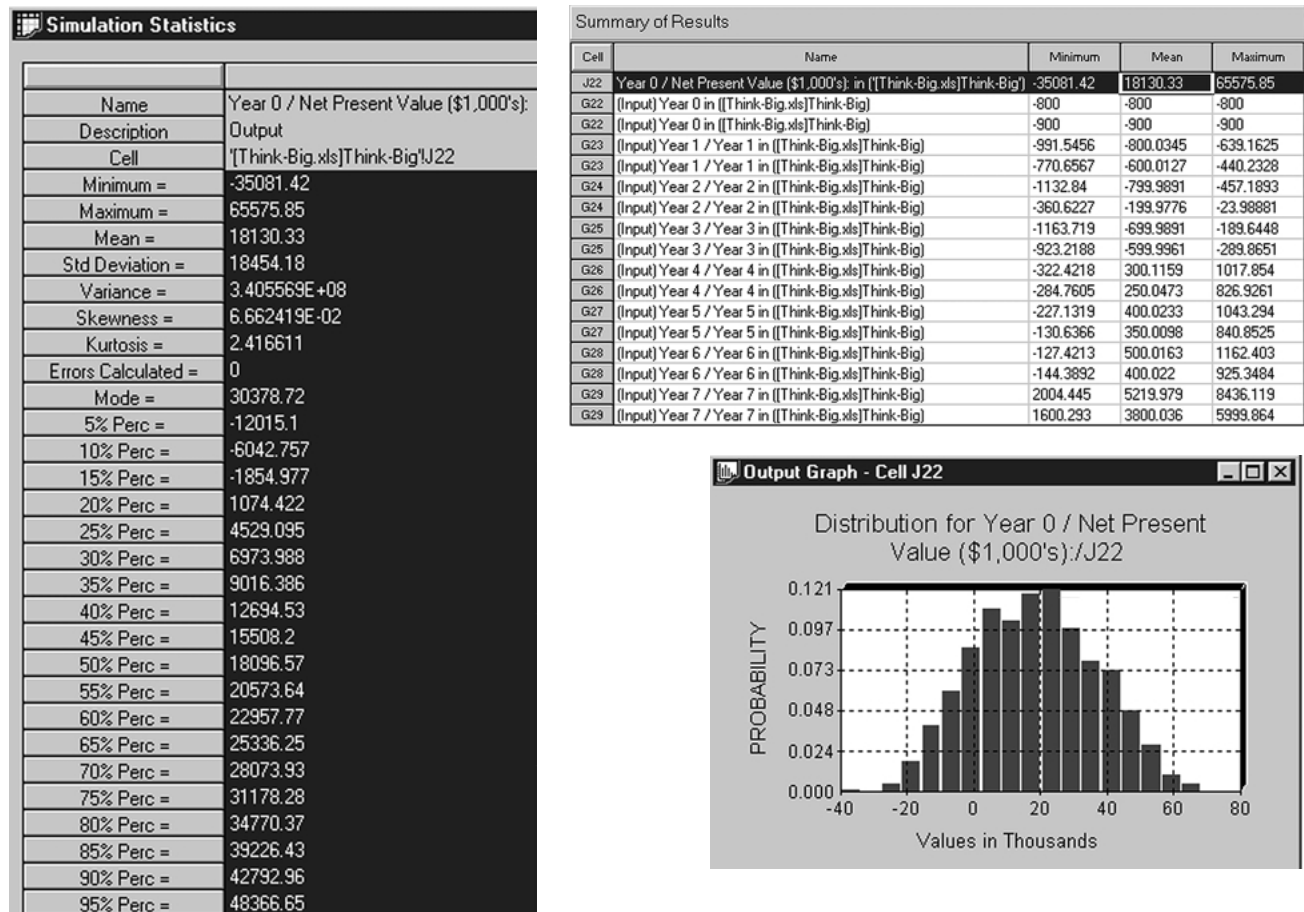 Simulation Statistics
Name Year 0 / Net Present Value ($1,000's):
Description Output
Cell '[Think-Big.xls]Think-Big'!J22
Minimum = -35081.42
Maximum = 65575.85
Mean = 18130.33
Std Deviation = 18454.18
Variance = 3.405569E+08
Skewness = 6.662419E-02
Kurtosis = 2.416611
Errors Calculated = 0
Mode = 30378.72
5% Perc = -12015.1
10% Perc = -6042.757
15% Perc = -1854.977
20% Perc = 1074.422
25% Perc = 4529.095
30% Perc = 6973.988
35% Perc = 9016.386
40% Perc = 12694.53
45% Perc = 15508.2
50% Perc = 18096.57
55% Perc = 20573.64
60% Perc = 22957.77
65% Perc = 25336.25
70% Perc = 28073.93
75% Perc = 31178.28
80% Perc = 34770.37
85% Perc = 39226.43
90% Perc = 42792.96
95% Perc = 48366.65
Summary of Results
Cell Name Minimum Mean Maximum
J22 Year 0 / Net Present Value ($1,000's): in ('[Think-Big.xls]Think-Big') -35081.42 18130.33 65575.85
G22 (Input) Year 0 in ([Think-Big.xls]Think-Big) -800 -800 -800
G22 (Input) Year 0 in ([Think-Big.xls]Think-Big) -900 -900 -900
G23 (Input) Year 1 / Year 1 in ([Think-Big.xls]Think-Big) -991.5456 -800.0345 -639.1625
G23 (Input) Year 1 / Year 1 in ([Think-Big.xls]Think-Big) -770.6567 -600.0127 -440.2328
G24 (Input) Year 2 / Year 2 in ([Think-Big.xls]Think-Big) -1132.84 -799.9891 -457.1893
G24 (Input) Year 2 / Year 2 in ([Think-Big.xls]Think-Big) -360.6227 -199.9776 -23.98881
G25 (Input) Year 3 / Year 3 in ([Think-Big.xls]Think-Big) -1163.719 -699.9891 -189.6448
G25 (Input) Year 3 / Year 3 in ([Think-Big.xls]Think-Big) -923.2188 -599.9961 -289.8651
G26 (Input) Year 4 / Year 4 in ([Think-Big.xls]Think-Big) -322.4218 300.1159 1017.854
G26 (Input) Year 4 / Year 4 in ([Think-Big.xls]Think-Big) -284.7605 250.0473 826.9261
G27 (Input) Year 5 / Year 5 in ([Think-Big.xls]Think-Big) -227.1319 400.0233 1043.294
G27 (Input) Year 5 / Year 5 in ([Think-Big.xls]Think-Big) -130.6366 350.0098 840.8525
G28 (Input) Year 6 / Year 6 in ([Think-Big.xls]Think-Big) -127.4213 500.0163 1162.403
G28 (Input) Year 6 / Year 6 in ([Think-Big.xls]Think-Big) -144.3892 400.022 925.3484
G29 (Input) Year 7 / Year 7 in ([Think-Big.xls]Think-Big) 2004.445 5219.979 8436.119
G29 (Input) Year 7 / Year 7 in ([Think-Big.xls]Think-Big) 1600.293 3800.036 5999.864
Output Graph - Cell J22
Distribution for Year 0 / Net Present
Value ($1,000's):/J22
PROBABILITY
0.121
0.097
0.073
0.048
0.024
0.000
-40 -20 0 20 40 60 80
Values in Thousands